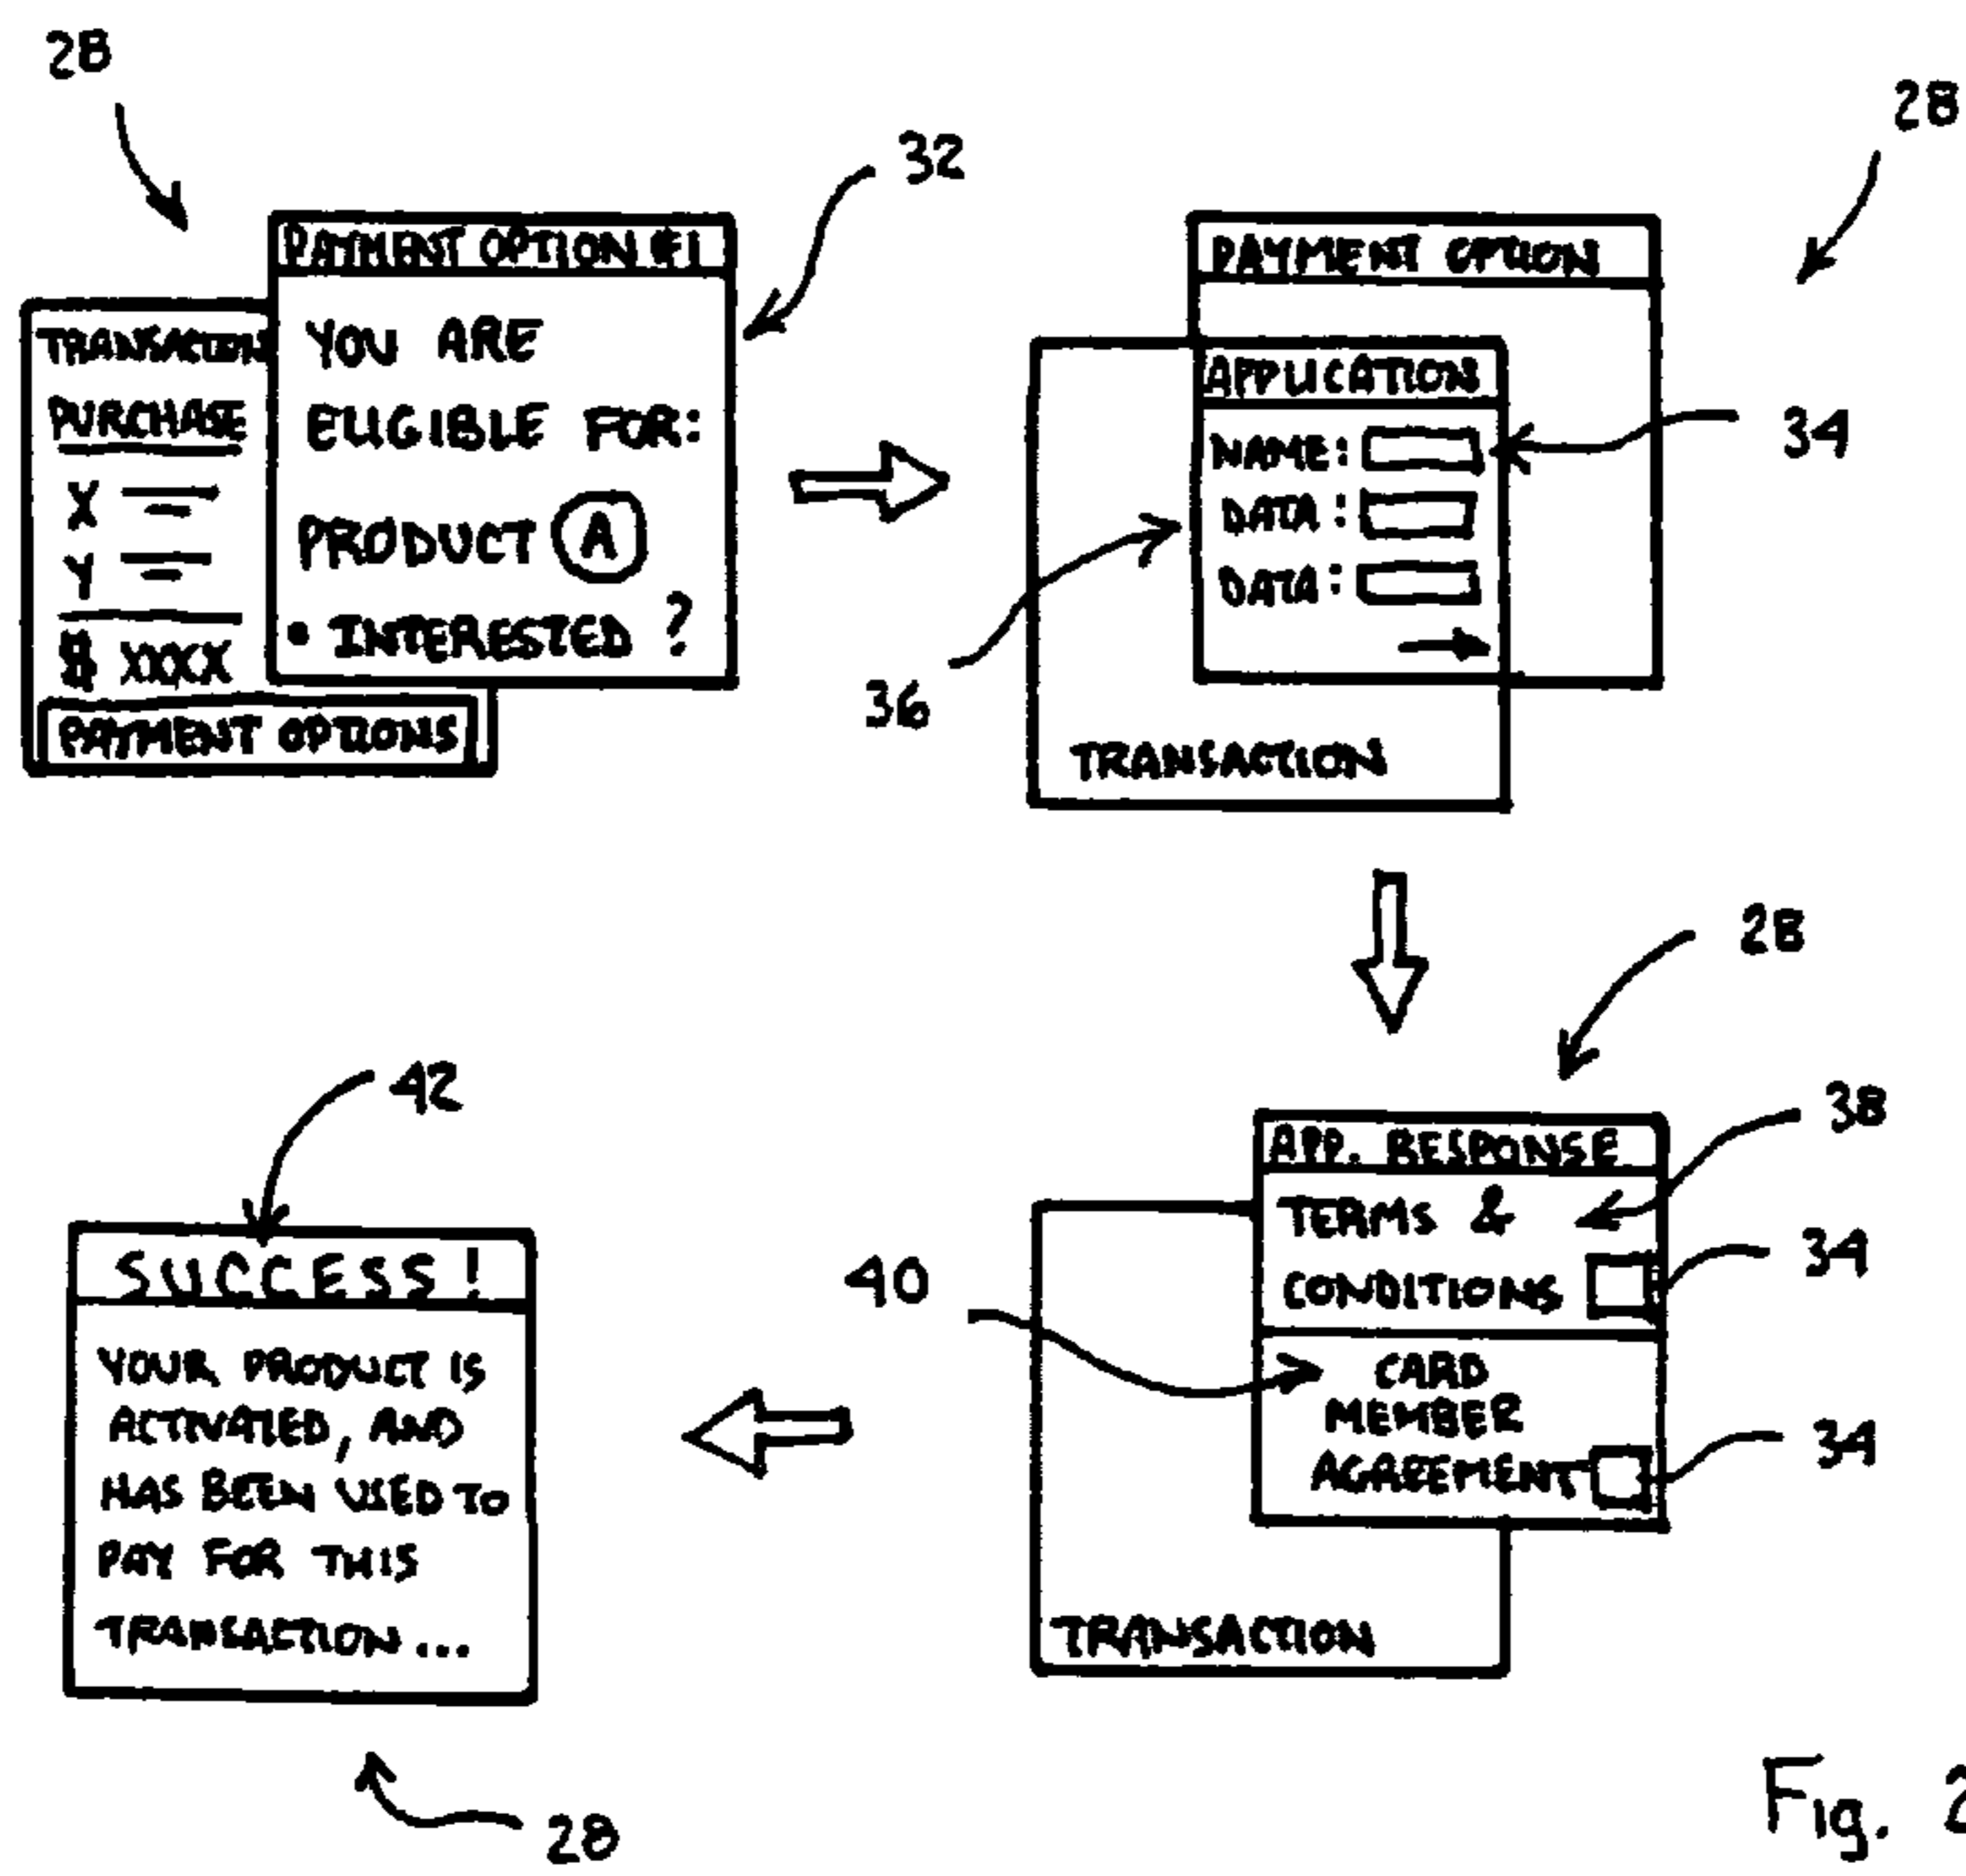 28
32
PAYMENT OPTION #1
TRANSACTION
PURCHASE
X
Y
$ XXXX
PAYMENT OPTIONS
YOU ARE
ELIGIBLE FOR:
PRODUCT A
• INTERESTED ?
28
PAYMENT OPTION
APPLICATION
NAME:
DATA:
DATA:
34
36
TRANSACTION
28
38
APP. RESPONSE
TERMS &
CONDITIONS
34
40
CARD
MEMBER
AGREEMENT
34
TRANSACTION
42
SUCCESS!
YOUR PRODUCT IS
ACTIVATED, AND
HAS BEEN USED TO
PAY FOR THIS
TRANSACTION...
28
Fig. 2